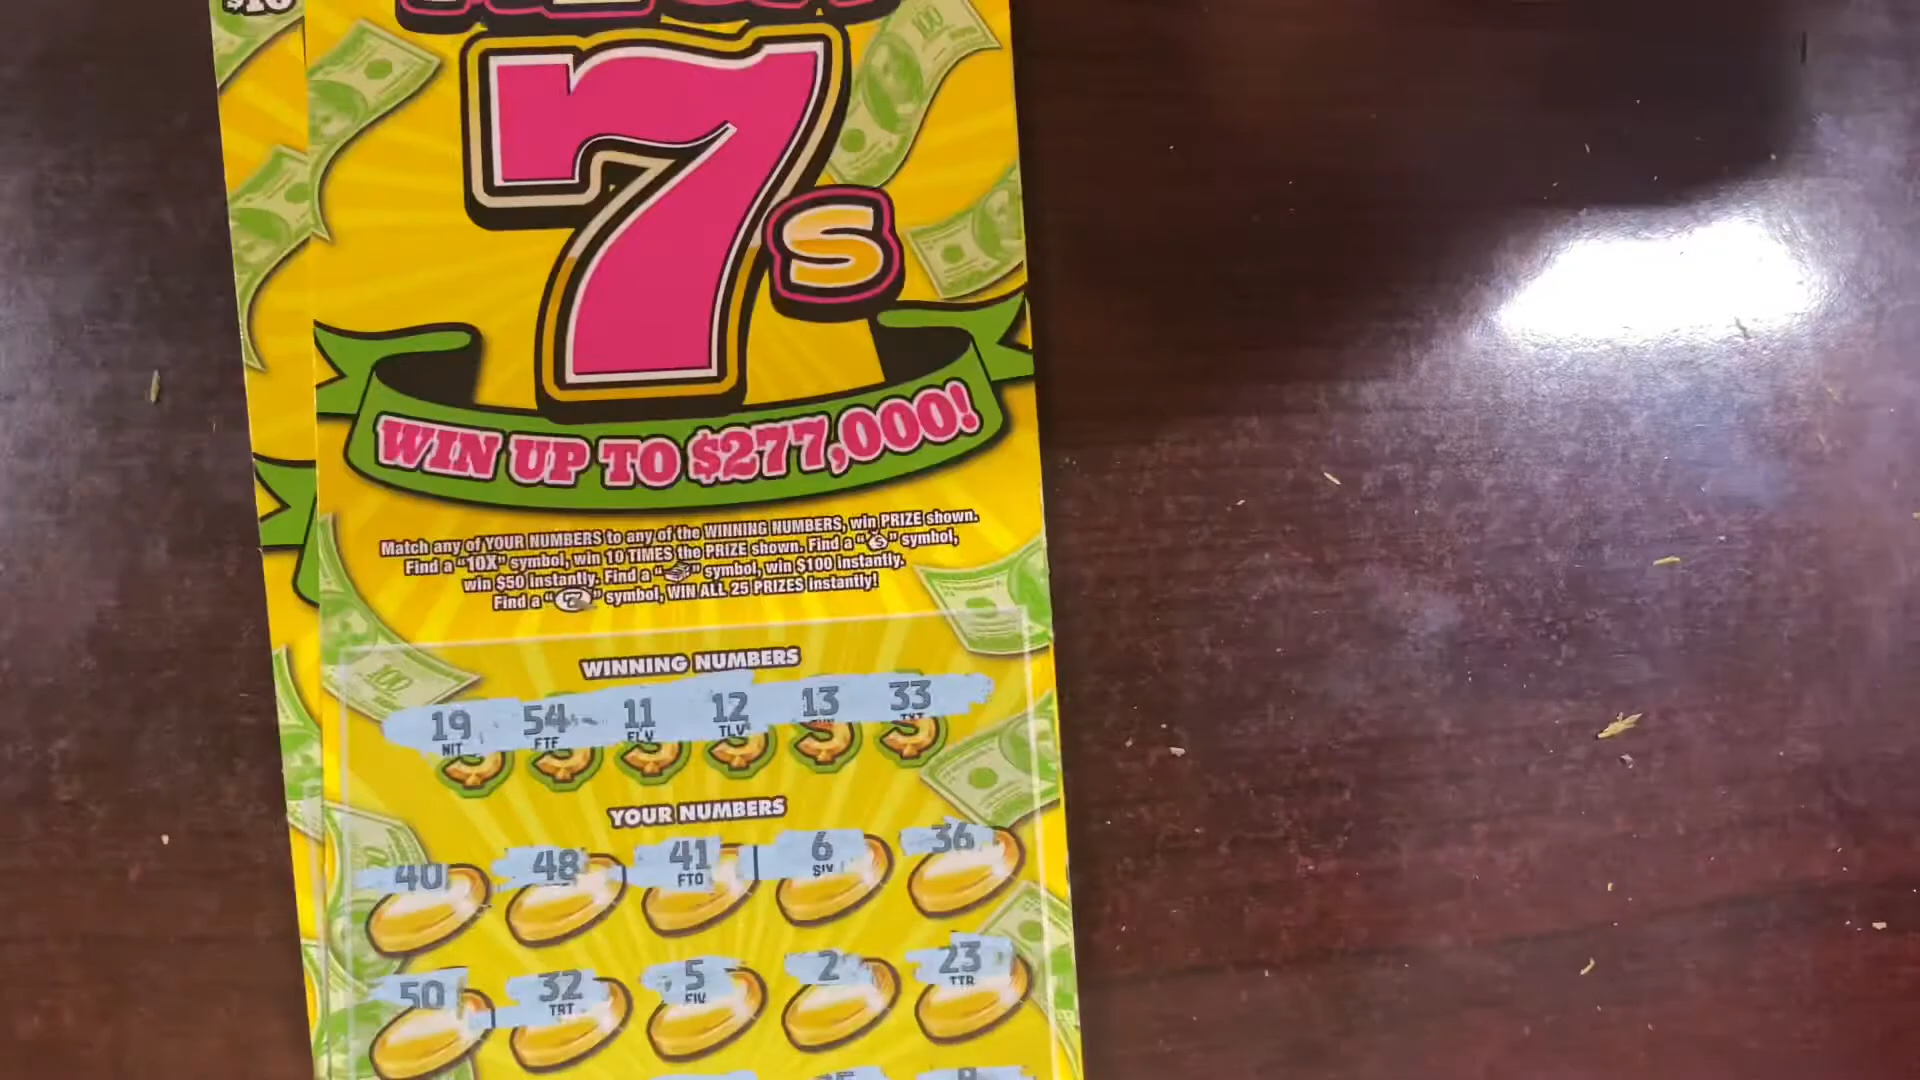 $10
7s
WIN UP TO $277,000!
Match any of YOUR NUMBERS to any of the WINNING NUMBERS, win PRIZE shown.
Find a "10X" symbol, win 10 TIMES the PRIZE shown. Find a " " symbol,
win $50 instantly. Find a " " symbol, win $100 instantly.
Find a "7" symbol, WIN ALL 25 PRIZES instantly!
WINNING NUMBERS
19 54 11 12 13 33
NIT FTF ELV TLV TXT
YOUR NUMBERS
40 48 41 6 36
FTO SIX
50 32 5 2 23
TRT FIV TTR